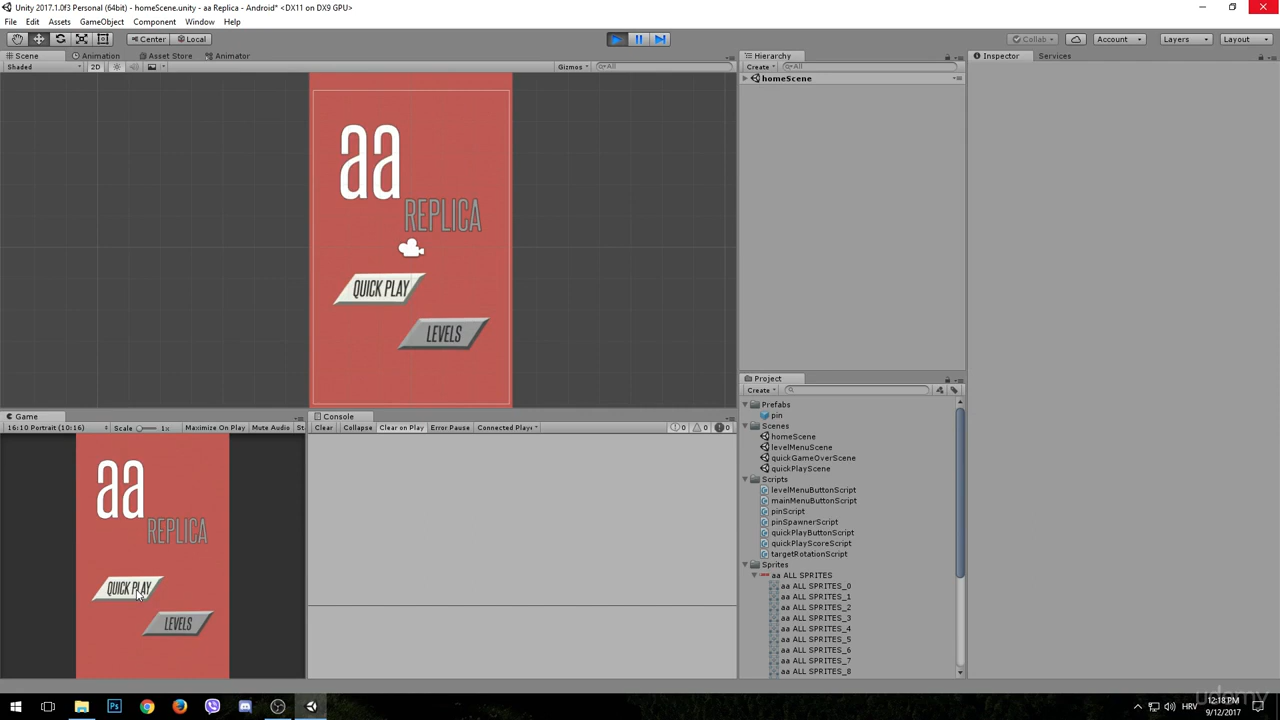 Unity 2017.1.0f3 Personal (64bit) - homeScene.unity - aa Replica - Android* <DX11 on DX9 GPU>
File Edit Assets GameObject Component Window Help
Center Local Collab Account Layers Layout
Scene Animation Asset Store Animator Hierarchy Inspector Services
Shaded 2D Gizmos All Create All
homeScene
aa
REPLICA
QUICK PLAY
LEVELS
Project
Create
Prefabs
pin
Game Console
Scenes
16:10 Portrait (10:16) Scale 1x Maximize On Play Mute Audio St Clear Collapse Clear on Play Error Pause Connected Play 0 0 0
homeScene
levelMenuScene
quickGameOverScene
quickPlayScene
Scripts
levelMenuButtonScript
mainMenuButtonScript
pinScript
pinSpawnerScript
quickPlayButtonScript
quickPlayScoreScript
targetRotationScript
Sprites
aa ALL SPRITES
aa ALL SPRITES_0
aa ALL SPRITES_1
aa ALL SPRITES_2
aa ALL SPRITES_3
aa ALL SPRITES_4
aa ALL SPRITES_5
aa ALL SPRITES_6
aa ALL SPRITES_7
aa ALL SPRITES_8
aa
REPLICA
QUICK PLAY
LEVELS
udemy
HRV
12:18 PM
9/12/2017